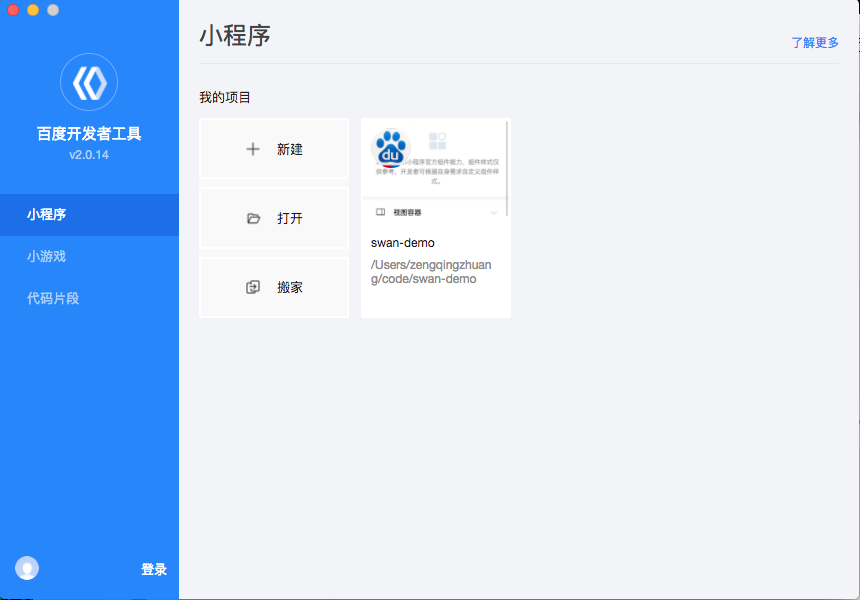 百度开发者工具
v2.0.14
小程序
小游戏
代码片段
登录
小程序
了解更多
我的项目
新建
打开
搬家
du
小程序官方组件能力，组件样式仅
供参考，开发者可根据自身需求自定义组件样
式。
视图容器
swan-demo
/Users/zengqingzhuan
g/code/swan-demo